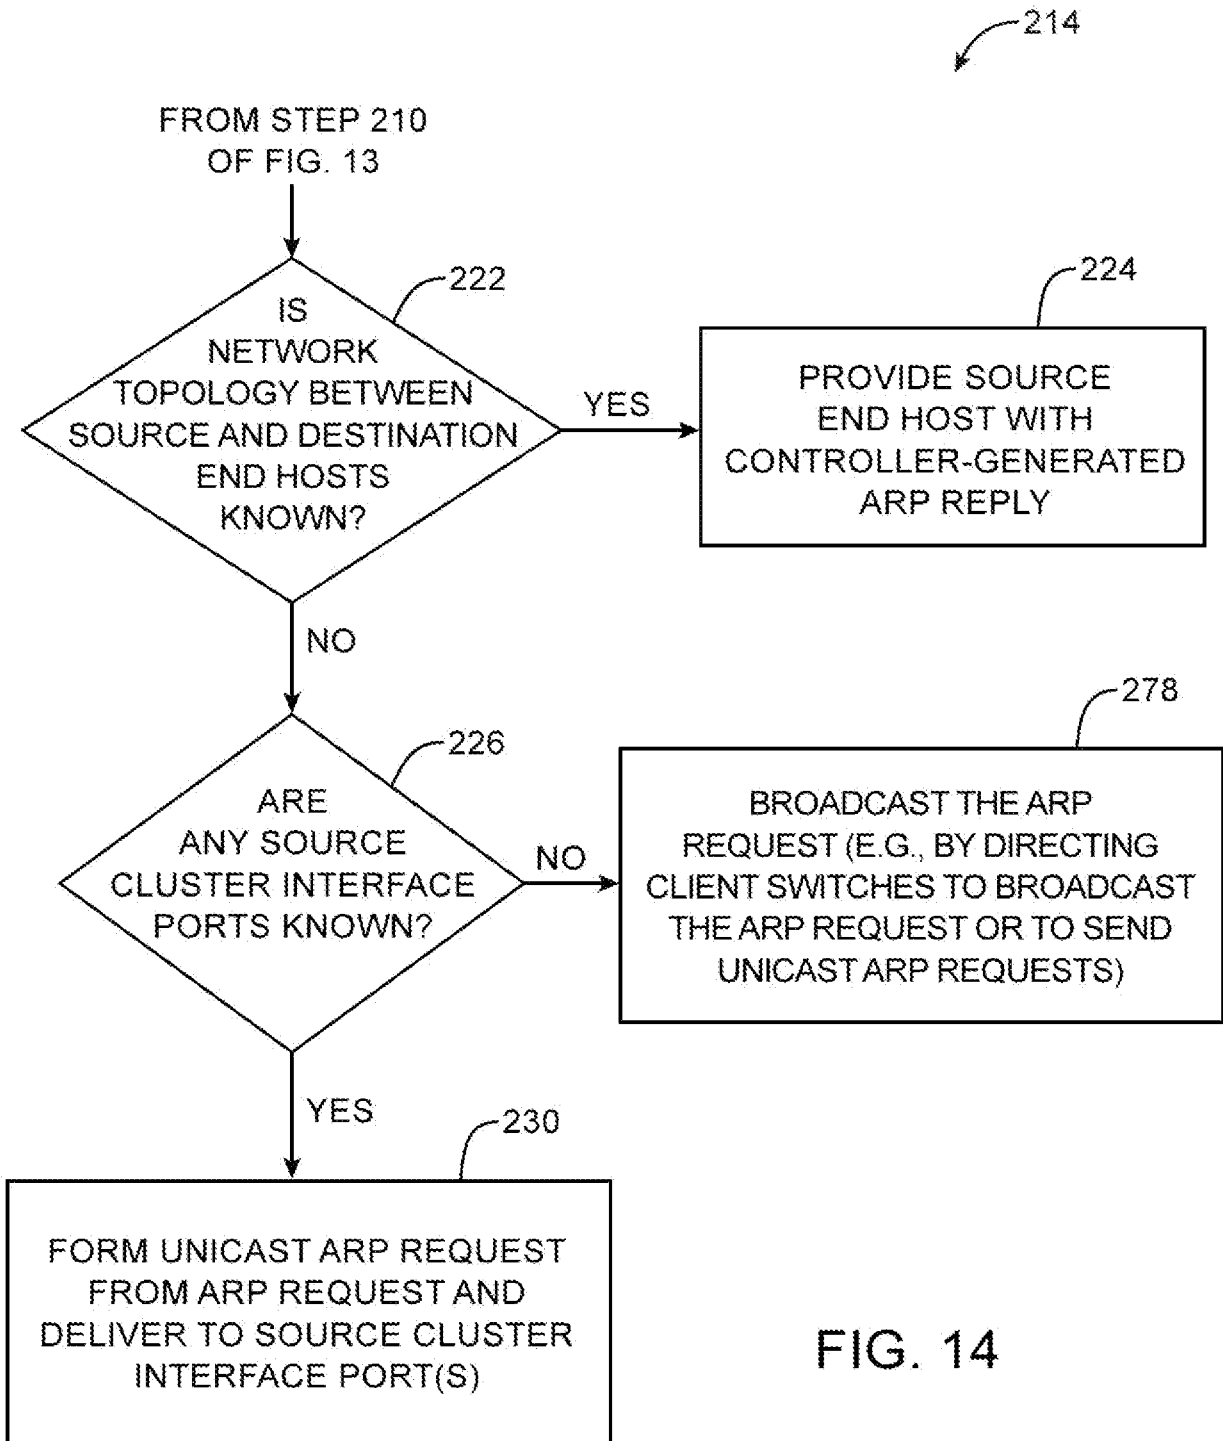 214
FROM STEP 210
OF FIG. 13
222
IS
NETWORK
TOPOLOGY BETWEEN
SOURCE AND DESTINATION
END HOSTS
KNOWN?
YES
224
PROVIDE SOURCE
END HOST WITH
CONTROLLER-GENERATED
ARP REPLY
NO
226
ARE
ANY SOURCE
CLUSTER INTERFACE
PORTS KNOWN?
NO
278
BROADCAST THE ARP
REQUEST (E.G., BY DIRECTING
CLIENT SWITCHES TO BROADCAST
THE ARP REQUEST OR TO SEND
UNICAST ARP REQUESTS)
YES
230
FORM UNICAST ARP REQUEST
FROM ARP REQUEST AND
DELIVER TO SOURCE CLUSTER
INTERFACE PORT(S)
FIG. 14